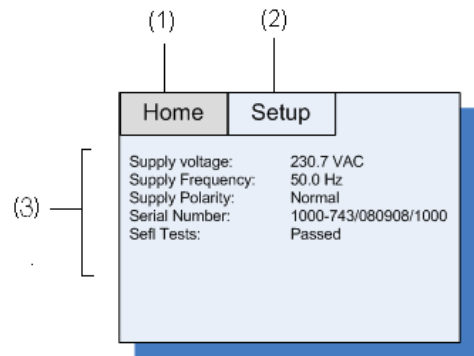 (1) (2)
Home Setup
Supply voltage: 230.7 VAC
Supply Frequency: 50.0 Hz
Supply Polarity: Normal
(3) Serial Number: 1000-743/080908/1000
Sefl Tests: Passed